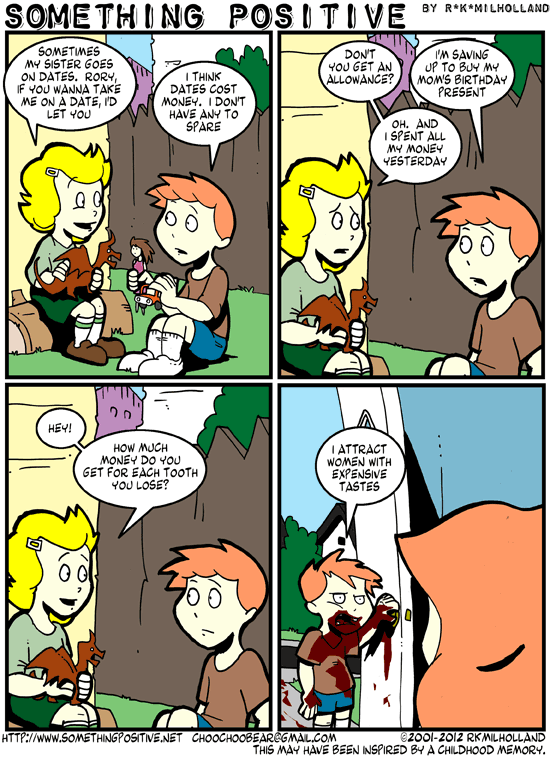 SOMETHING POSITIVE BY R*K*MILHOLLAND
SOMETIMES
MY SISTER GOES
ON DATES. RORY,
IF YOU WANNA TAKE
ME ON A DATE, I'D
LET YOU
I THINK
DATES COST
MONEY. I DON'T
HAVE ANY TO
SPARE
DON'T
YOU GET AN
ALLOWANCE?
I'M SAVING
UP TO BUY MY
MOM'S BIRTHDAY
PRESENT
OH. AND
I SPENT ALL
MY MONEY
YESTERDAY
HEY!
HOW MUCH
MONEY DO YOU
GET FOR EACH TOOTH
YOU LOSE?
I ATTRACT
WOMEN WITH
EXPENSIVE
TASTES
HTTP://WWW.SOMETHINGPOSITIVE.NET CHOOCHOOBEAR@GMAIL.COM ©2001-2012 RKMILHOLLAND
THIS MAY HAVE BEEN INSPIRED BY A CHILDHOOD MEMORY.